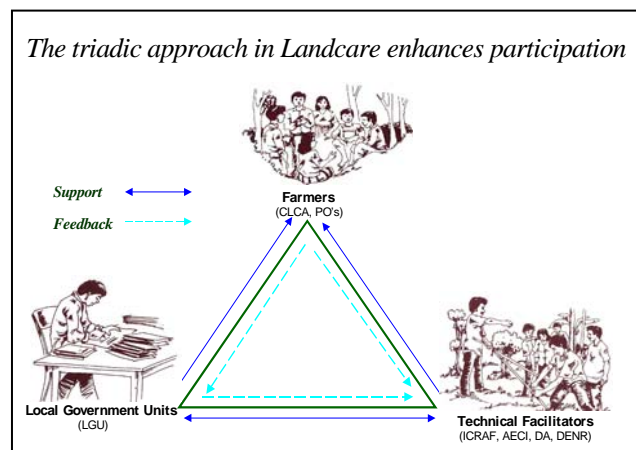 The triadic approach in Landcare enhances participation
Support
Feedback
Farmers
(CLCA, PO's)
Local Government Units
(LGU)
Technical Facilitators
(ICRAF, AECI, DA, DENR)